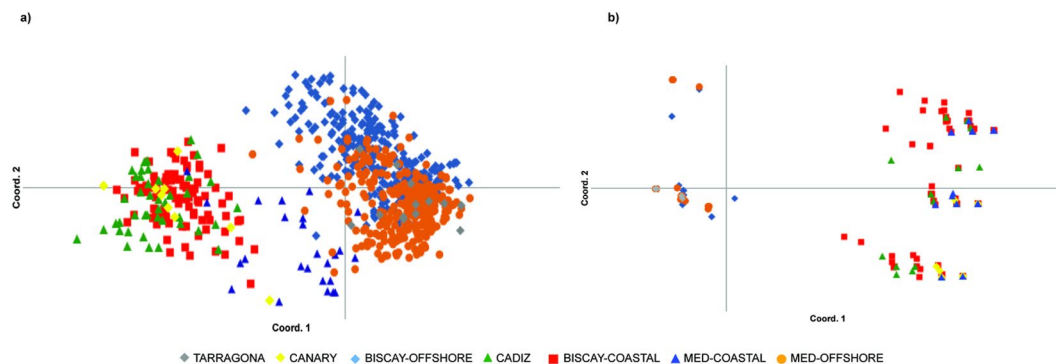 a)
b)
Coord. 2
Coord. 1
Coord. 2
Coord. 1
TARRAGONA CANARY BISCAY-OFFSHORE CADIZ BISCAY-COASTAL MED-COASTAL MED-OFFSHORE